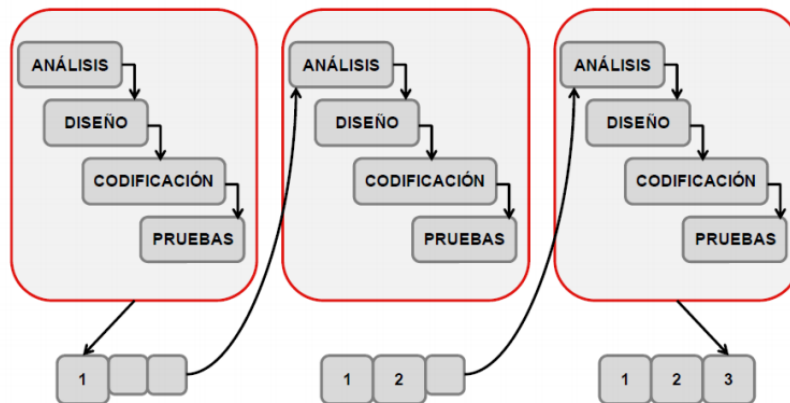 ANÁLISIS
DISEÑO
CODIFICACIÓN
PRUEBAS
ANÁLISIS
DISEÑO
CODIFICACIÓN
PRUEBAS
ANÁLISIS
DISEÑO
CODIFICACIÓN
PRUEBAS
1
1 2
1 2 3